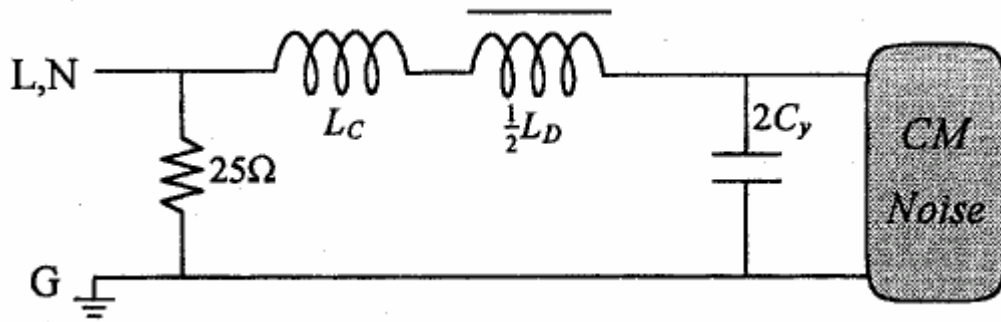 L,N
L_C
½L_D
2C_y
CM
Noise
25Ω
G